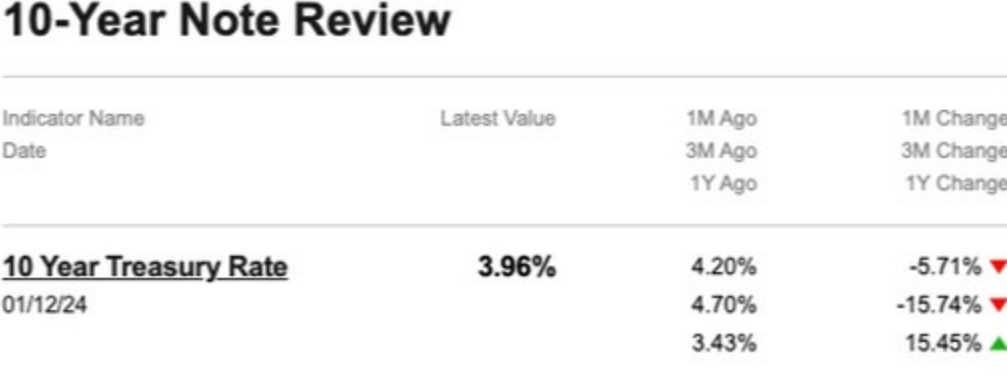 10-Year Note Review
Indicator Name Latest Value 1M Ago 1M Change
Date 3M Ago 3M Change
1Y Ago 1Y Change
10 Year Treasury Rate 3.96% 4.20% -5.71% ▼
01/12/24 4.70% -15.74% ▼
3.43% 15.45% ▲